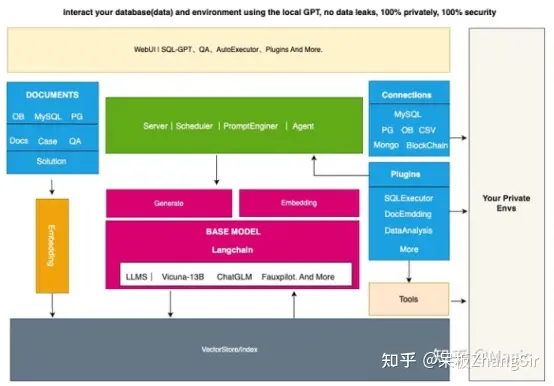 Interact your database(data) and environment using the local GPT, no data leaks, 100% privately, 100% security
WebUI | SQL-GPT、QA、AutoExecutor、Plugins And More.
DOCUMENTS
OB MySQL PG
Docs Case QA
Solution
Server | Scheduler | PromptEnginer | Agent
Connections
MySQL
PG OB CSV
Mongo BlockChain
Plugins
SQLExecutor
DocEmdding
DataAnalysis
More
Your Private
Envs
Generate
Embedding
BASE MODEL
Langchain
LLMS | Vicuna-13B ChatGLM Fauxpilot. And More
Embedding
Tools
VectorStore/Index
知乎 @呆板ZhangSir